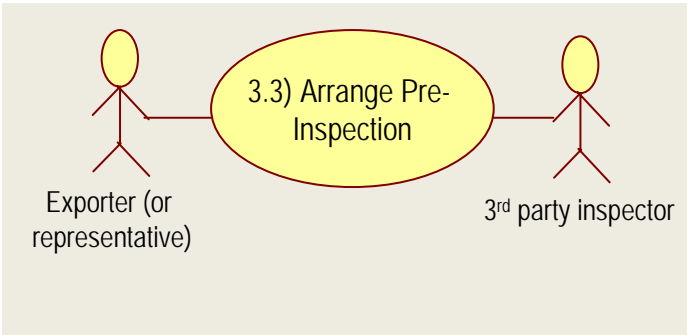 3.3) Arrange Pre-
Inspection
Exporter (or
representative)
3rd party inspector